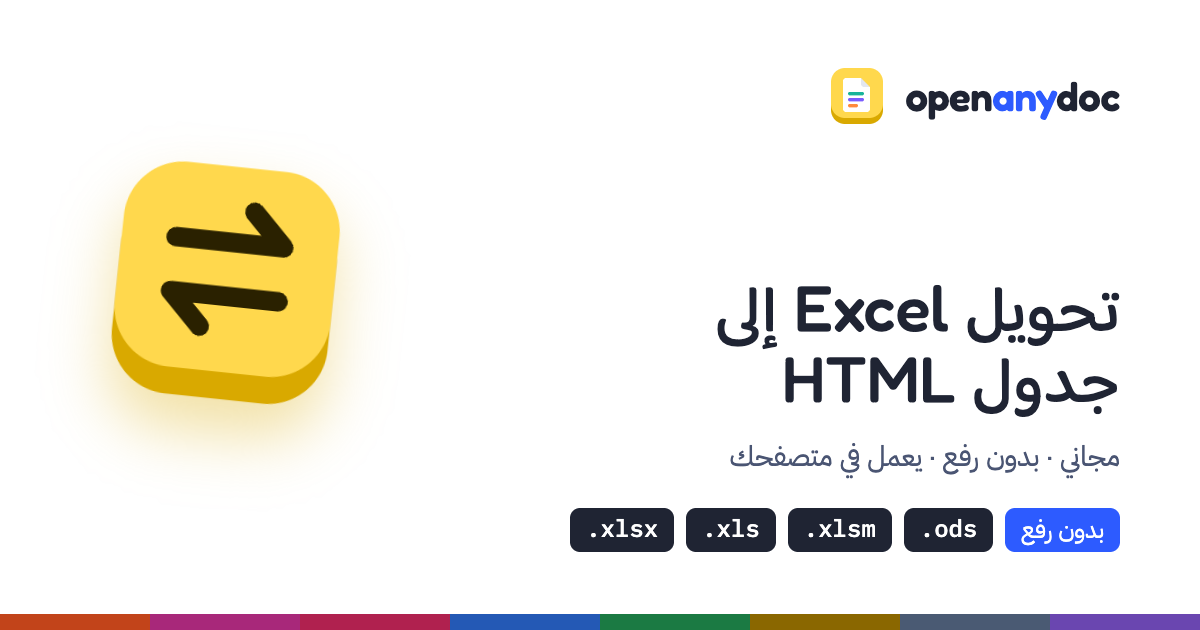 openanydoc
تحويل Excel إلى
جدول HTML
مجاني · بدون رفع · يعمل في متصفحك
بدون رفع .ods .xlsm .xls .xlsx